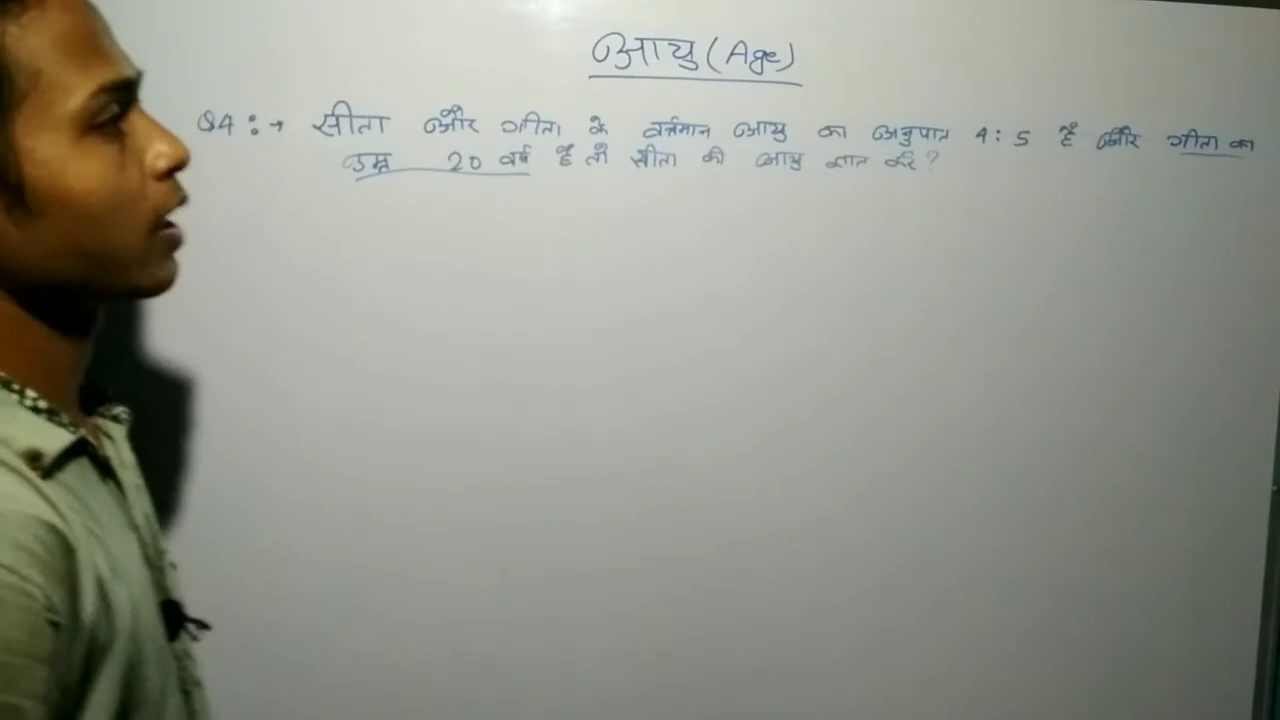 आयु (Age)
Q4:→ सीता और गीता के वर्तमान आयु का अनुपात 4:5 है और गीता का
उम्र 20 वर्ष है तो सीता की आयु ज्ञात करे?